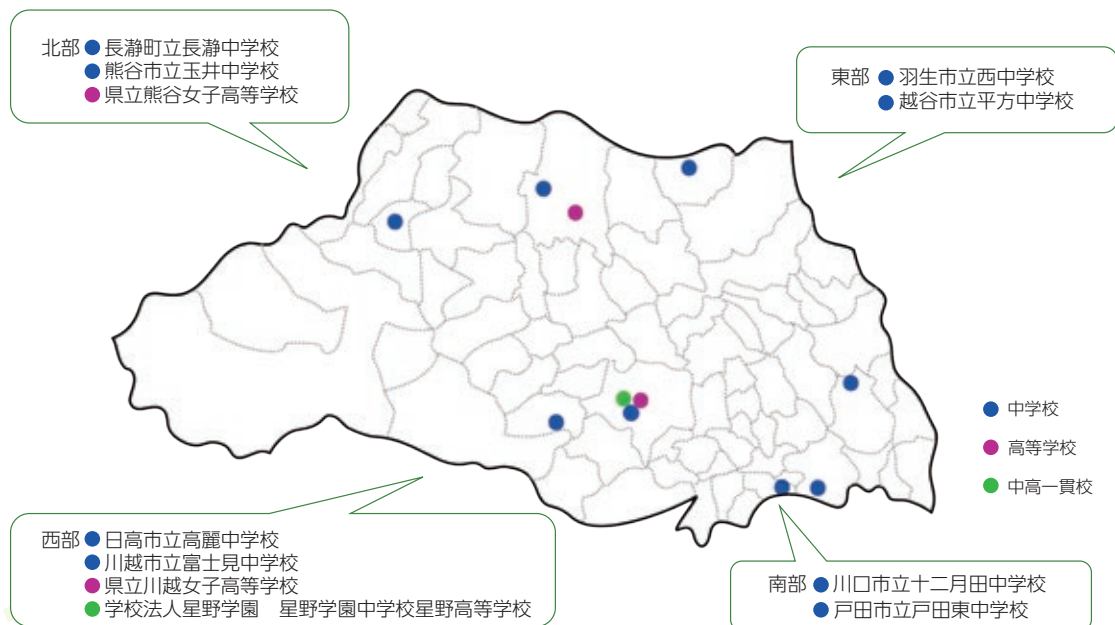 北部 ●長瀞町立長瀞中学校
●熊谷市立玉井中学校
●県立熊谷女子高等学校
東部 ●羽生市立西中学校
●越谷市立平方中学校
●中学校
●高等学校
●中高一貫校
西部 ●日高市立高麗中学校
●川越市立富士見中学校
●県立川越女子高等学校
●学校法人星野学園　星野学園中学校星野高等学校
南部 ●川口市立十二月田中学校
●戸田市立戸田東中学校